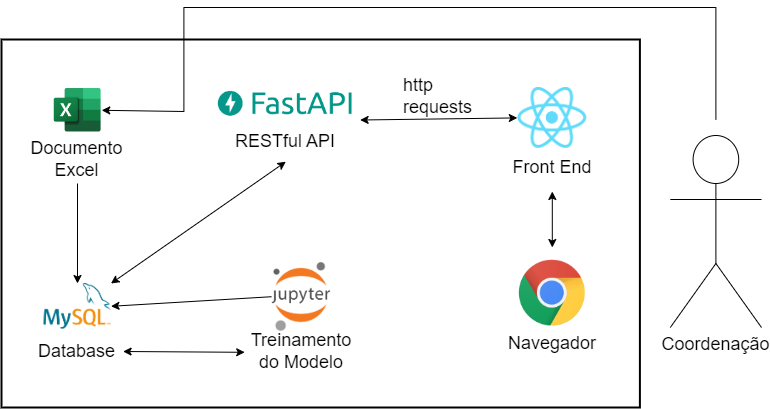 X
FastAPI
http
requests
Documento
Excel
RESTful API
Front End
MySQL
jupyter
Database
Treinamento
do Modelo
Navegador
Coordenação